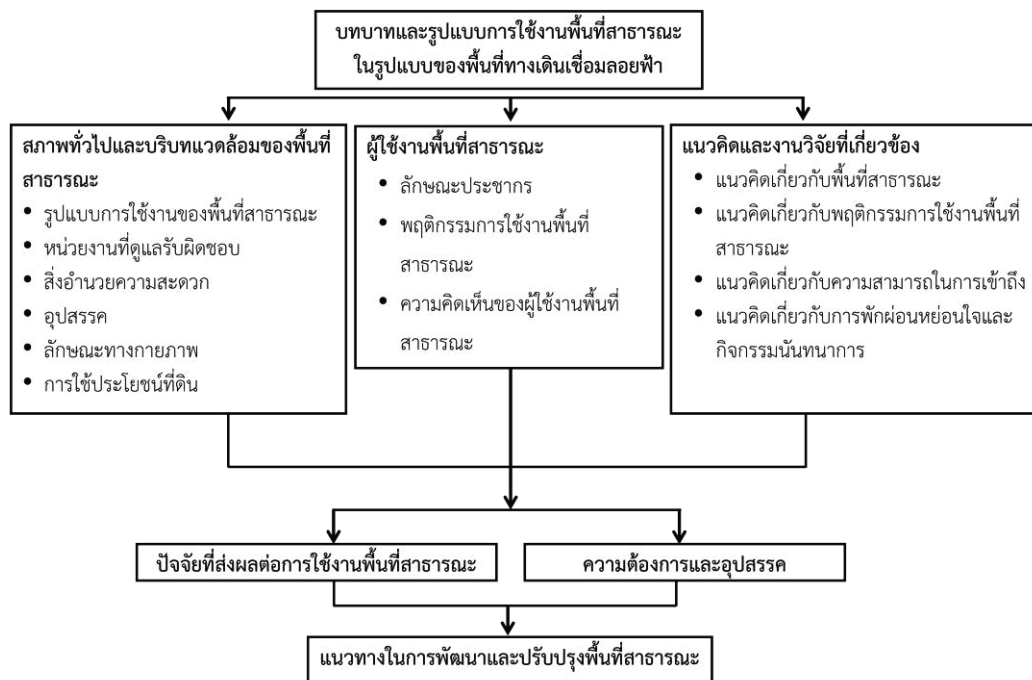 บทบาทและรูปแบบการใช้งานพื้นที่สาธารณะ
ในรูปแบบของพื้นที่ทางเดินเชื่อมลอยฟ้า
สภาพทั่วไปและบริบทแวดล้อมของพื้นที่
สาธารณะ
• รูปแบบการใช้งานของพื้นที่สาธารณะ
• หน่วยงานที่ดูแลรับผิดชอบ
• สิ่งอำนวยความสะดวก
• อุปสรรค
• ลักษณะทางกายภาพ
• การใช้ประโยชน์ที่ดิน
ผู้ใช้งานพื้นที่สาธารณะ
• ลักษณะประชากร
• พฤติกรรมการใช้งานพื้นที่
สาธารณะ
• ความคิดเห็นของผู้ใช้งานพื้นที่
สาธารณะ
แนวคิดและงานวิจัยที่เกี่ยวข้อง
• แนวคิดเกี่ยวกับพื้นที่สาธารณะ
• แนวคิดเกี่ยวกับพฤติกรรมการใช้งานพื้นที่
สาธารณะ
• แนวคิดเกี่ยวกับความสามารถในการเข้าถึง
• แนวคิดเกี่ยวกับการพักผ่อนหย่อนใจและ
กิจกรรมนันทนาการ
ปัจจัยที่ส่งผลต่อการใช้งานพื้นที่สาธารณะ
ความต้องการและอุปสรรค
แนวทางในการพัฒนาและปรับปรุงพื้นที่สาธารณะ